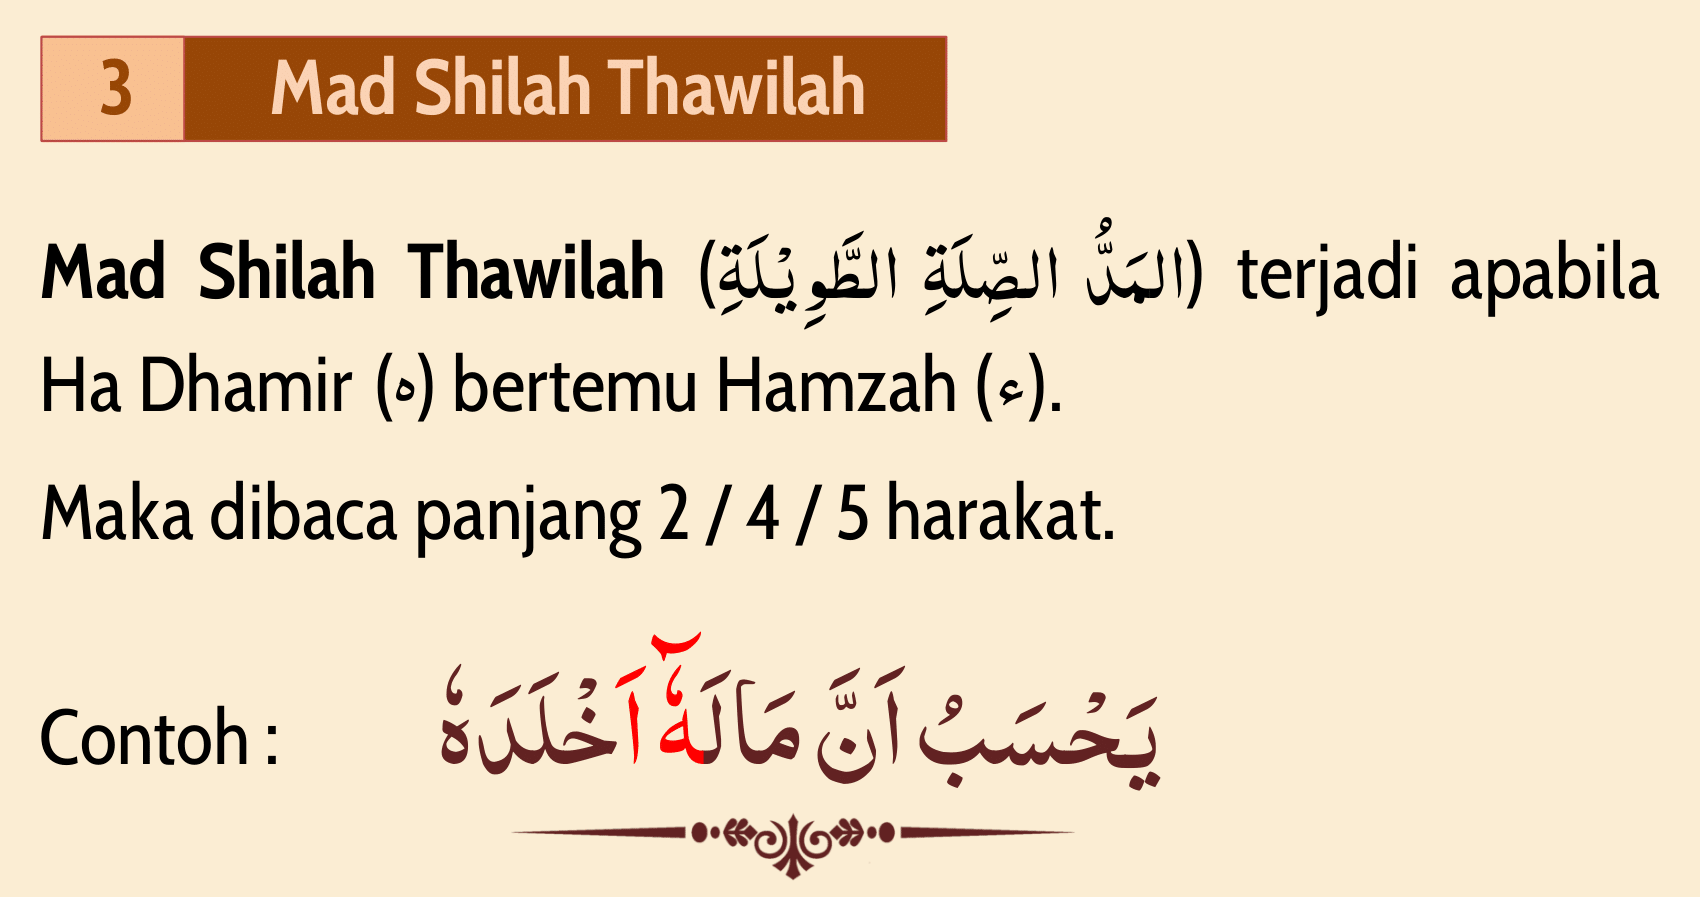 3 Mad Shilah Thawilah
Mad Shilah Thawilah (المَدُّ الصِّلَةِ الطَّوِيْلَةِ) terjadi apabila
Ha Dhamir (ه) bertemu Hamzah (ء).
Maka dibaca panjang 2 / 4 / 5 harakat.
Contoh : يَحْسَبُ اَنَّ مَالَهٗٓ اَخْلَدَهٗ